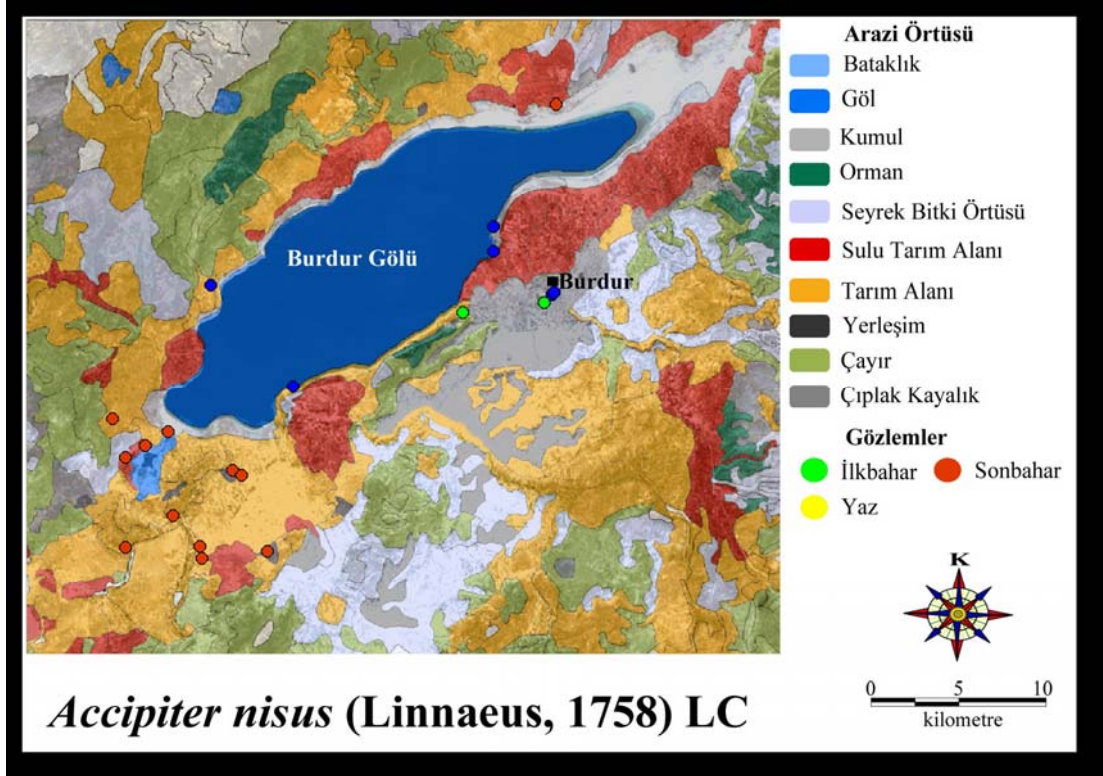 Arazi Örtüsü
Bataklık
Göl
Kumul
Orman
Seyrek Bitki Örtüsü
Sulu Tarım Alanı
Tarım Alanı
Yerleşim
Çayır
Çıplak Kayalık
Gözlemler
İlkbahar Sonbahar
Yaz
Burdur Gölü
Burdur
K
0 5 10
kilometre
Accipiter nisus (Linnaeus, 1758) LC